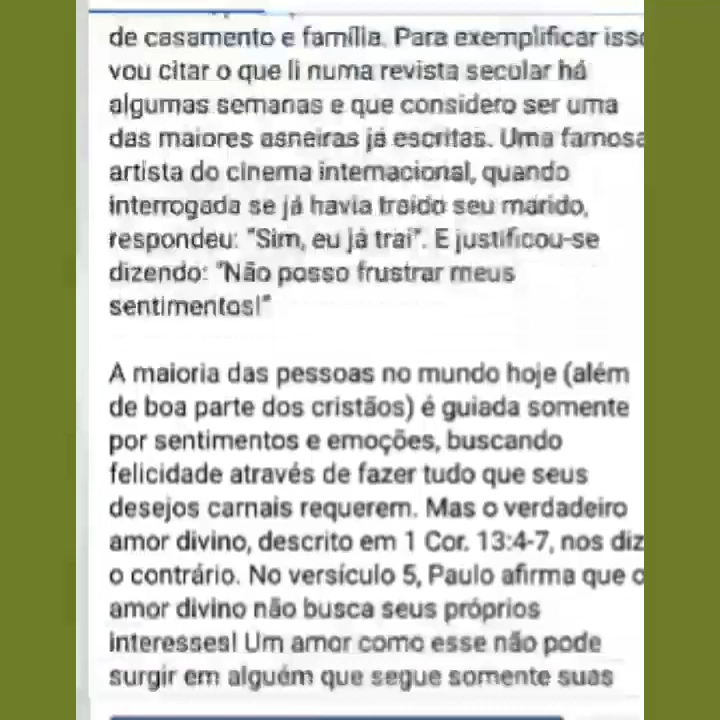 de casamento e família. Para exemplificar isso
vou citar o que li numa revista secular há
algumas semanas e que considero ser uma
das maiores asneiras já escritas. Uma famosa
artista do cinema internacional, quando
interrogada se já havia traído seu marido,
respondeu: "Sim, eu já traí". E justificou-se
dizendo: "Não posso frustrar meus
sentimentos!"
A maioria das pessoas no mundo hoje (além
de boa parte dos cristãos) é guiada somente
por sentimentos e emoções, buscando
felicidade através de fazer tudo que seus
desejos carnais requerem. Mas o verdadeiro
amor divino, descrito em 1 Cor. 13:4-7, nos diz
o contrário. No versículo 5, Paulo afirma que o
amor divino não busca seus próprios
interesses! Um amor como esse não pode
surgir em alguém que segue somente suas